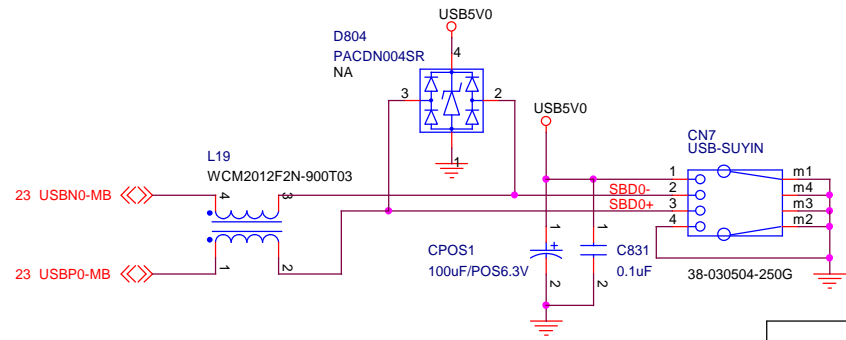 USB5V0
D804
PACDN004SR
NA
4
3
2
1
USB5V0
CN7
USB-SUYIN
L19
WCM2012F2N-900T03
23 USBN0-MB
4
3
SBD0-
SBD0+
1
2
3
4
m1
m4
m3
m2
23 USBP0-MB
1
2
CPOS1
100uF/POS6.3V
1
+
2
C831
0.1uF
1
2
38-030504-250G